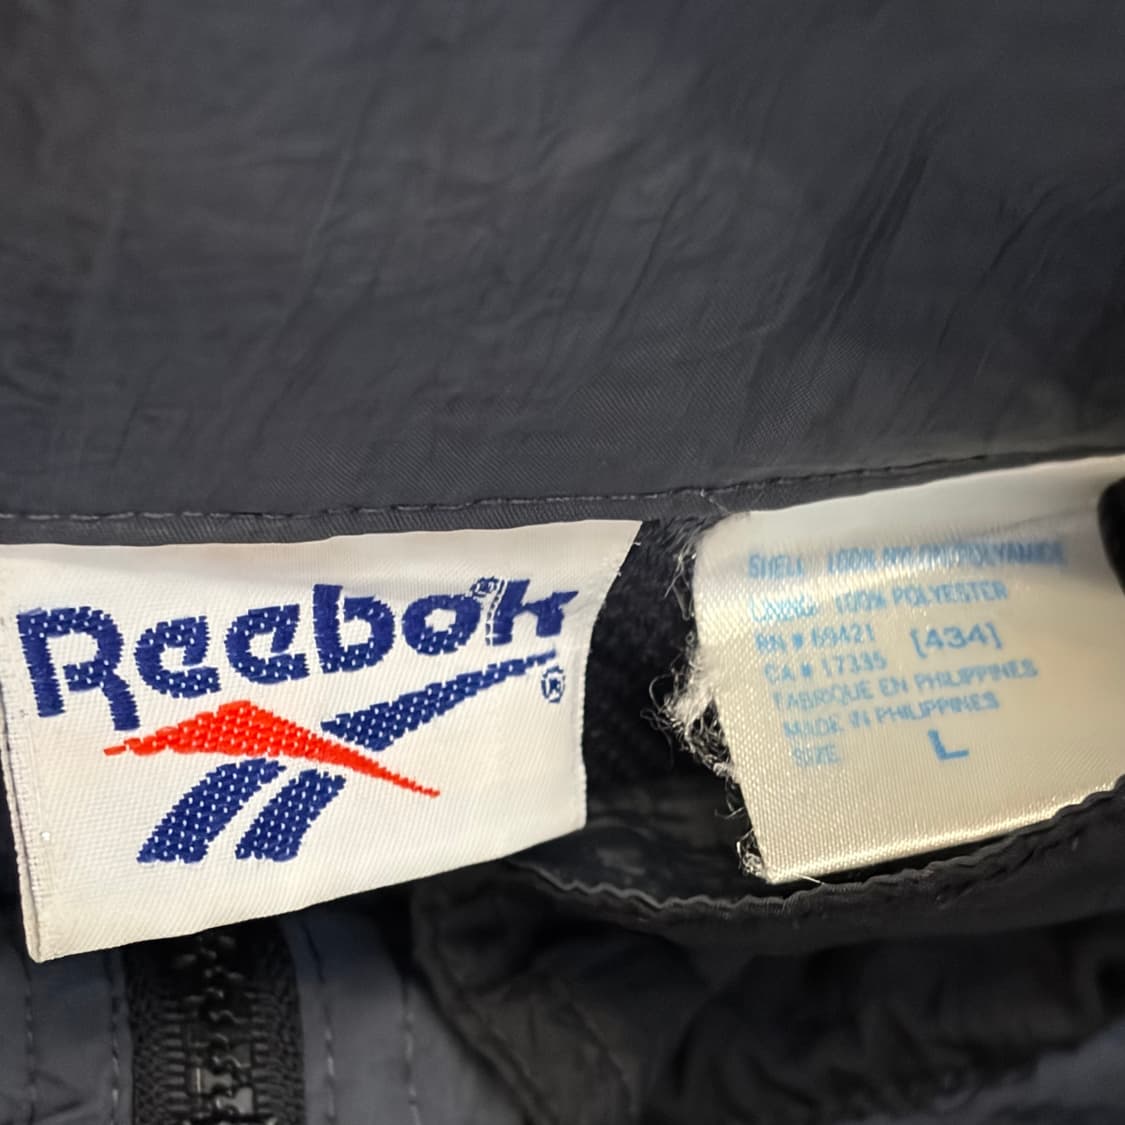 Reebok
®
SHELL 100% NYLON/POLYAMIDE
LINING 100% POLYESTER
RN # 69421 [434]
CA # 17335
FABRIQUE EN PHILIPPINES
MADE IN PHILIPPINES
SIZE L